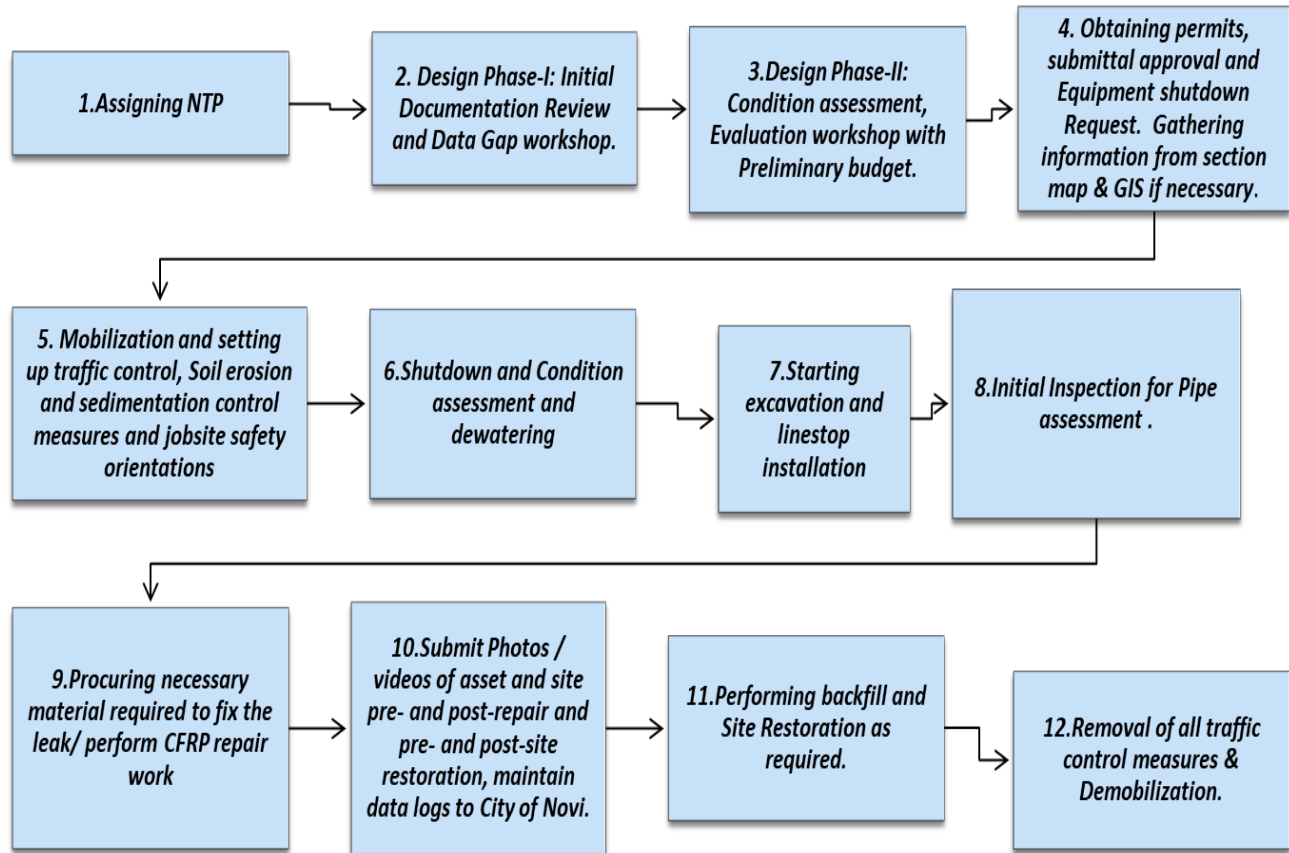 1.Assigning NTP
2. Design Phase-I: Initial
Documentation Review
and Data Gap workshop.
3.Design Phase-II:
Condition assessment,
Evaluation workshop with
Preliminary budget.
4. Obtaining permits,
submittal approval and
Equipment shutdown
Request. Gathering
information from section
map & GIS if necessary.
5. Mobilization and setting
up traffic control, Soil erosion
and sedimentation control
measures and jobsite safety
orientations
6.Shutdown and Condition
assessment and
dewatering
7.Starting
excavation and
linestop
installation
8.Initial Inspection for Pipe
assessment .
9.Procuring necessary
material required to fix the
leak/ perform CFRP repair
work
10.Submit Photos /
videos of asset and site
pre- and post-repair and
pre- and post-site
restoration, maintain
data logs to City of Novi.
11.Performing backfill and
Site Restoration as
required.
12.Removal of all traffic
control measures &
Demobilization.